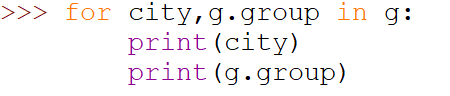 >>> for city,g.group in g:
        print(city)
        print(g.group)